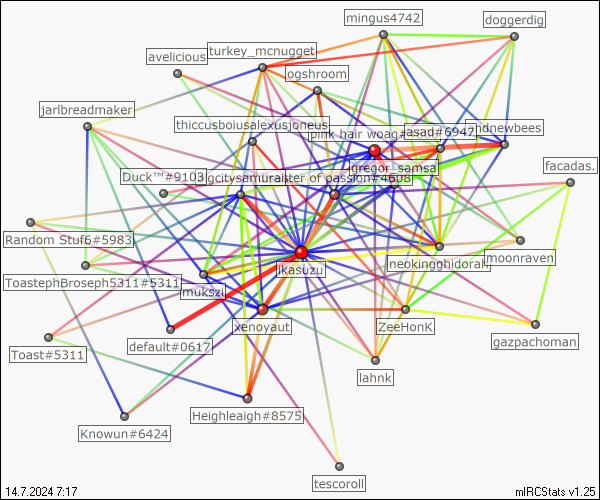 mingus4742
doggerdig
turkey_mcnugget
avelicious
ogshroom
jarlbreadmaker
thiccusboiusalexusjoneus
pink hair woag
asad#6947
hdnewbees
facadas.
gregor_samsa
Duck™#9103
gcitysamurai
ster of passion#4608
Random Stuf6#5983
moonraven
neokingghidorah
ToastephBroseph5311#5311
ikasuzu
mukszi
xenoyaut
ZeeHonK
default#0617
gazpachoman
Toast#5311
lahnk
Heighleaigh#8575
Knowun#6424
tescoroll
14.7.2024 7:17
mIRCStats v1.25